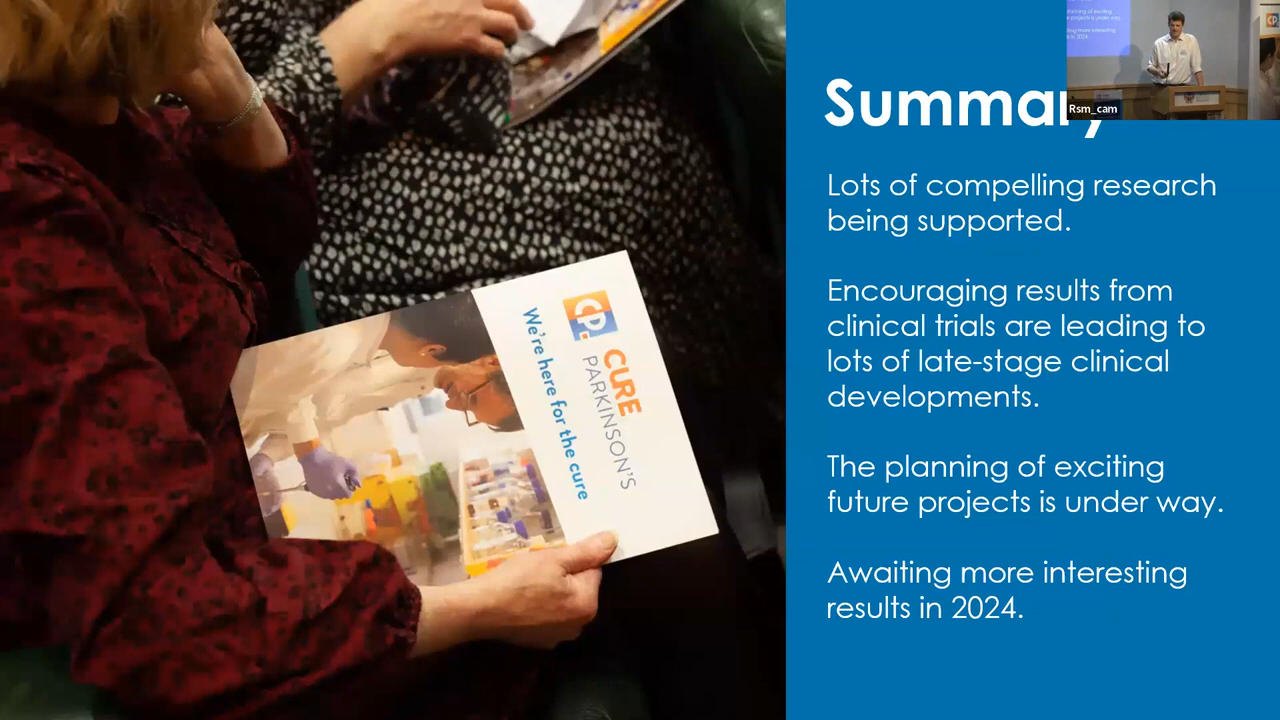 Summary
Rsm_cam
Lots of compelling research
being supported.
Encouraging results from
clinical trials are leading to
lots of late-stage clinical
developments.
The planning of exciting
future projects is under way.
Awaiting more interesting
results in 2024.
CP.
CURE
PARKINSON'S
We're here for the cure